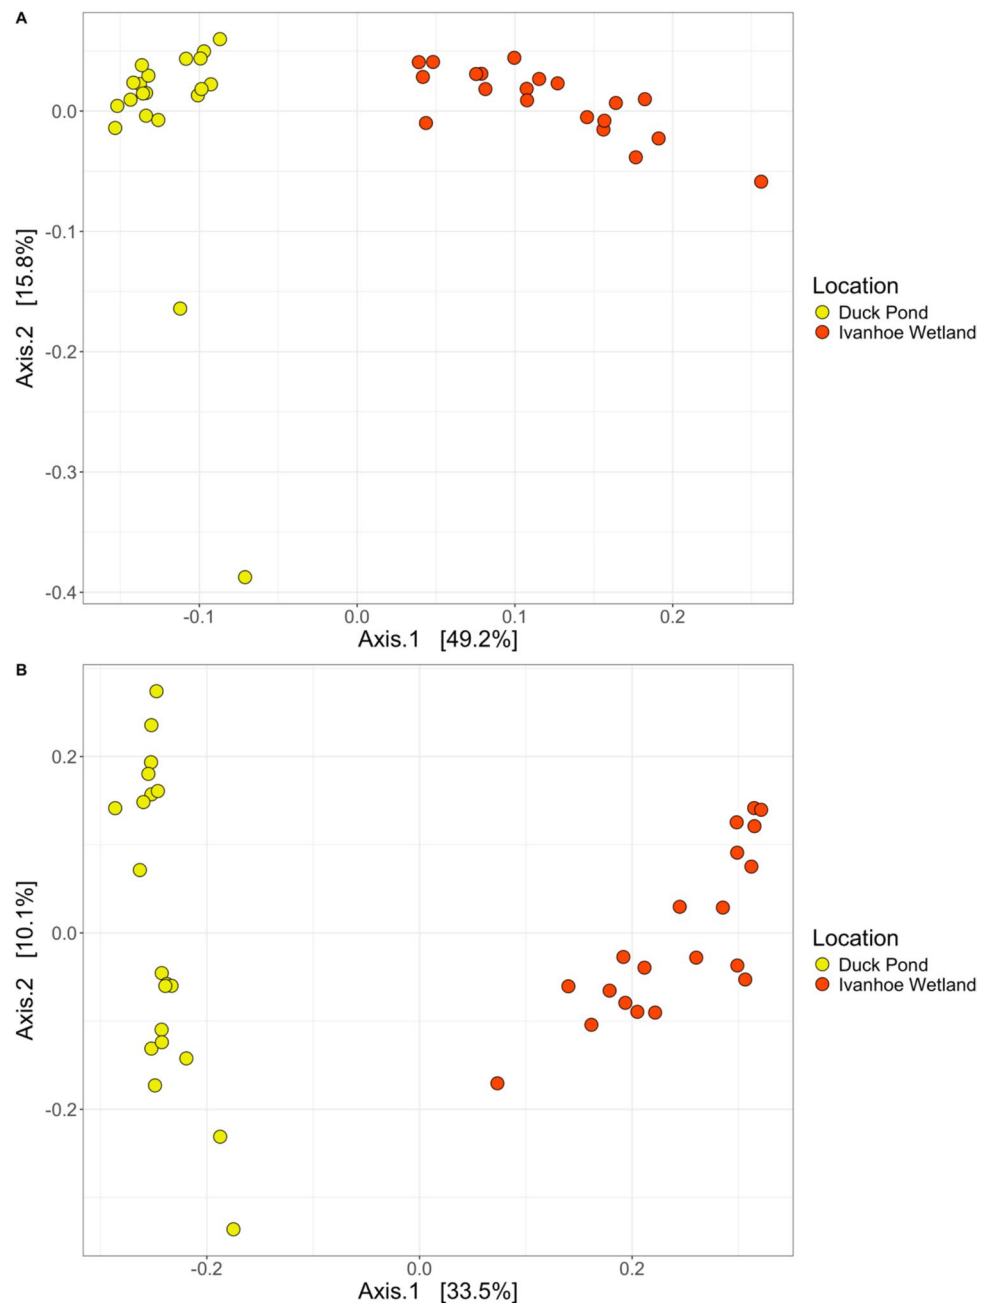 A
0.0
-0.1
-0.2
-0.3
-0.4
Axis.2 [15.8%]
-0.1 0.0 0.1 0.2
Axis.1 [49.2%]
Location
Duck Pond
Ivanhoe Wetland
B
0.2
0.0
-0.2
Axis.2 [10.1%]
-0.2 0.0 0.2
Axis.1 [33.5%]
Location
Duck Pond
Ivanhoe Wetland